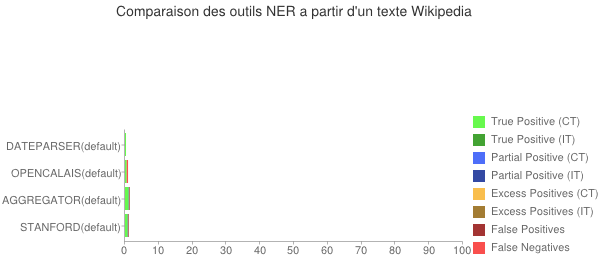 Comparaison des outils NER a partir d'un texte Wikipedia
DATEPARSER(default)
OPENCALAIS(default)
AGGREGATOR(default)
STANFORD(default)
0 10 20 30 40 50 60 70 80 90 100
True Positive (CT)
True Positive (IT)
Partial Positive (CT)
Partial Positive (IT)
Excess Positives (CT)
Excess Positives (IT)
False Positives
False Negatives